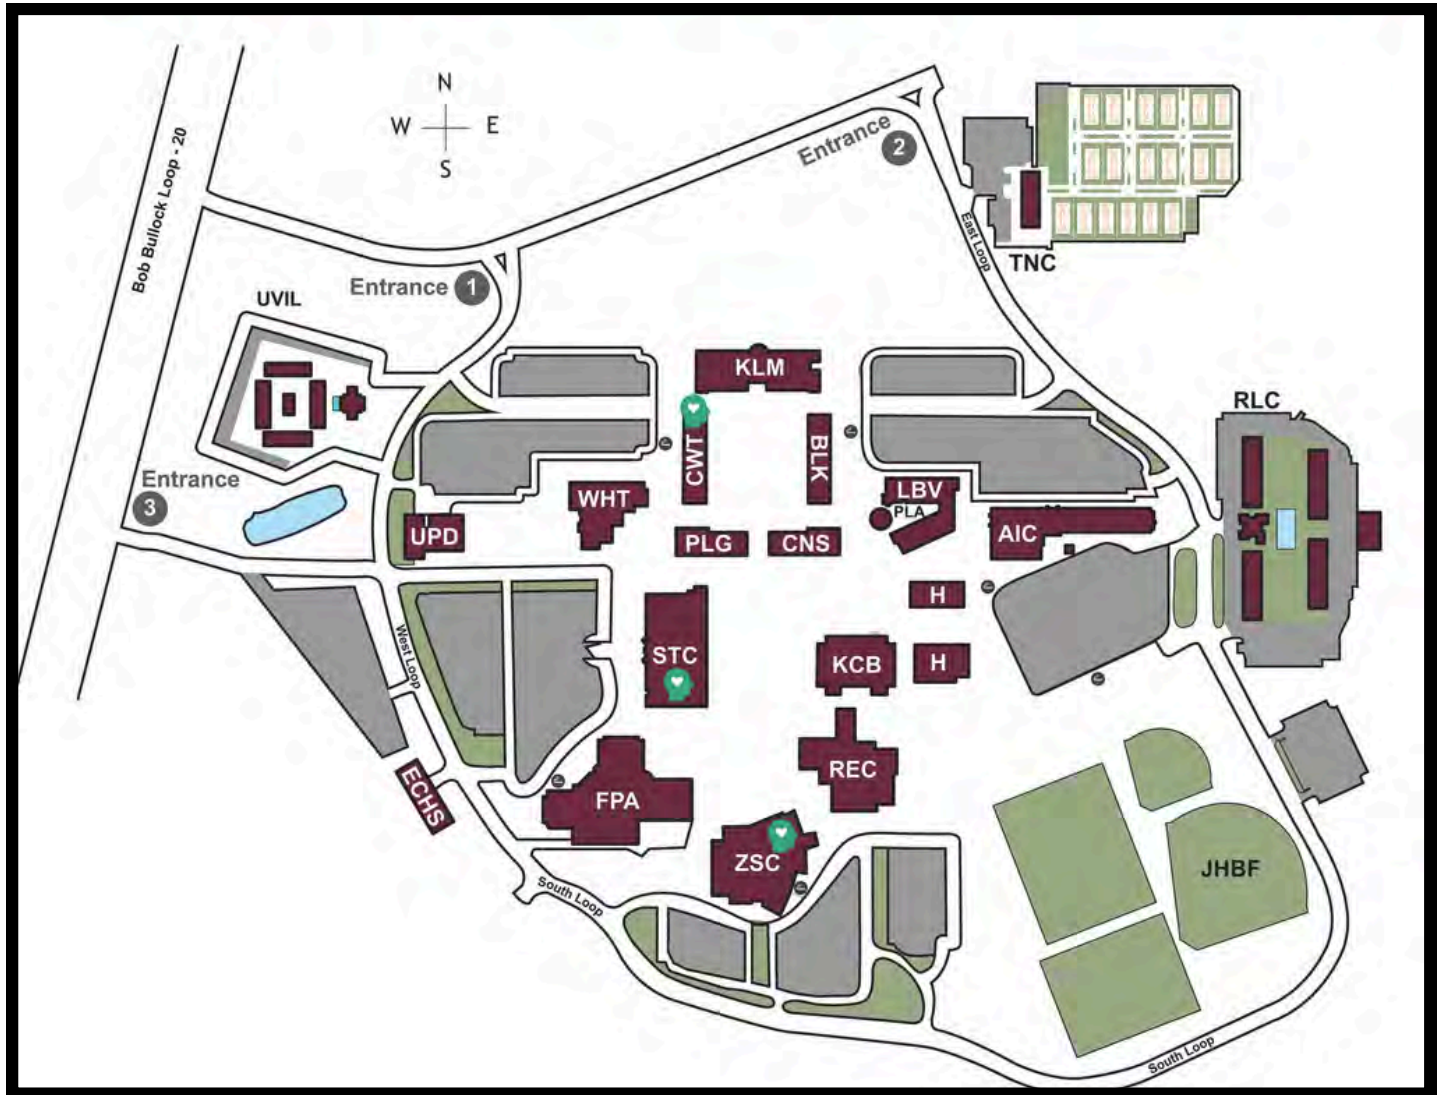 N
W E
S
Entrance 2
Bob Bullock Loop - 20
East Loop
TNC
Entrance 1
UVIL
KLM
RLC
CWT
BLK
Entrance
3
WHT
LBV
PLA
UPD
PLG
CNS
AIC
H
West Loop
STC
KCB
H
ECHS
FPA
REC
ZSC
JHBF
South Loop
South Loop